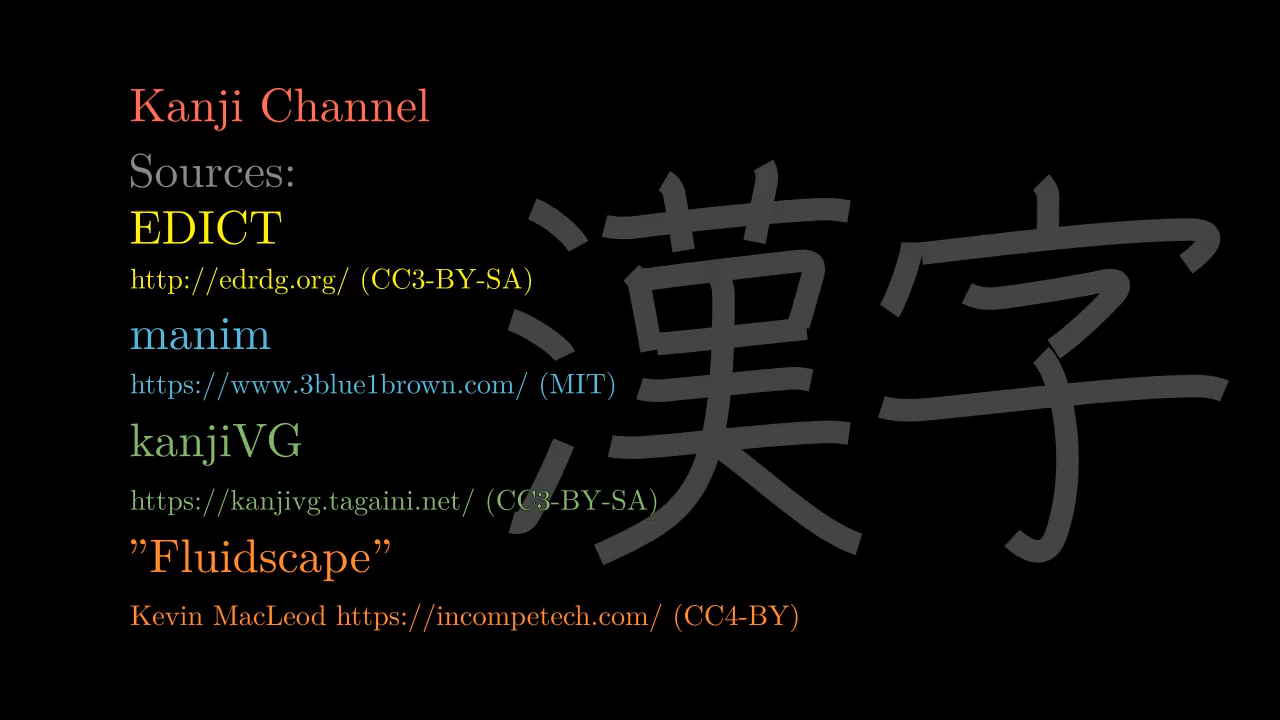 Kanji Channel
Sources:
EDICT
http://edrdg.org/ (CC3-BY-SA)
manim
https://www.3blue1brown.com/ (MIT)
kanjiVG
https://kanjivg.tagaini.net/ (CC3-BY-SA)
”Fluidscape”
Kevin MacLeod https://incompetech.com/ (CC4-BY)
漢字